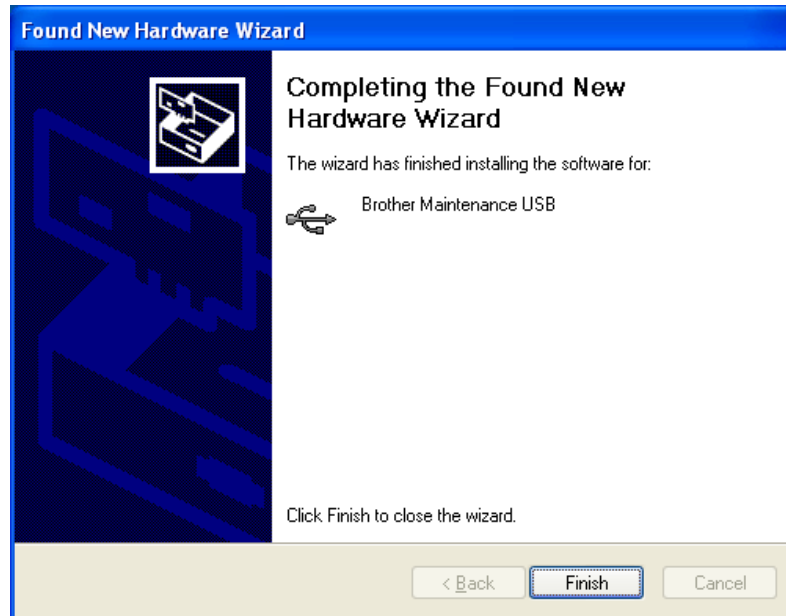 Found New Hardware Wizard
Completing the Found New
Hardware Wizard
The wizard has finished installing the software for:
Brother Maintenance USB
Click Finish to close the wizard.
< Back
Finish
Cancel